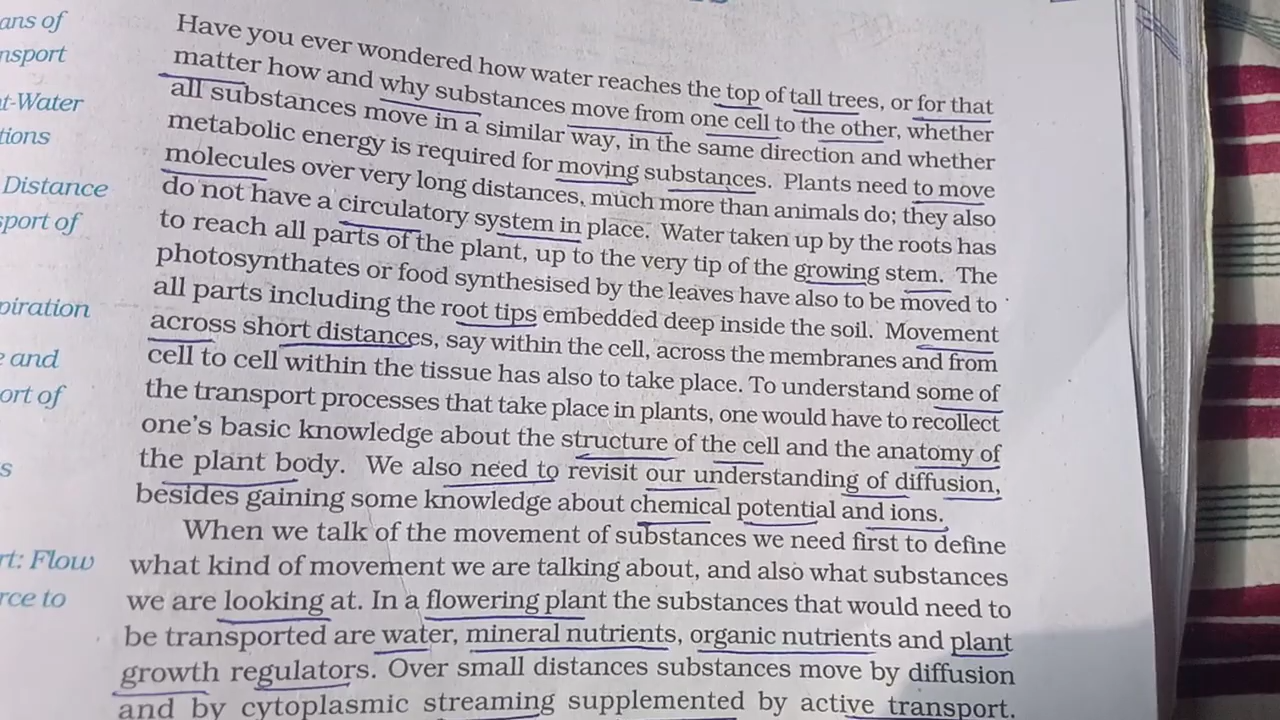 ans of
nsport
t-Water
tions
Distance
sport of
piration
e and
ort of
s
rt: Flow
rce to
Have you ever wondered how water reaches the top of tall trees, or for that
matter how and why substances move from one cell to the other, whether
all substances move in a similar way, in the same direction and whether
metabolic energy is required for moving substances. Plants need to move
molecules over very long distances, much more than animals do; they also
do not have a circulatory system in place. Water taken up by the roots has
to reach all parts of the plant, up to the very tip of the growing stem. The
photosynthates or food synthesised by the leaves have also to be moved to
all parts including the root tips embedded deep inside the soil. Movement
across short distances, say within the cell, across the membranes and from
cell to cell within the tissue has also to take place. To understand some of
the transport processes that take place in plants, one would have to recollect
one's basic knowledge about the structure of the cell and the anatomy of
the plant body. We also need to revisit our understanding of diffusion,
besides gaining some knowledge about chemical potential and ions.
When we talk of the movement of substances we need first to define
what kind of movement we are talking about, and also what substances
we are looking at. In a flowering plant the substances that would need to
be transported are water, mineral nutrients, organic nutrients and plant
growth regulators. Over small distances substances move by diffusion
and by cytoplasmic streaming supplemented by active transport.